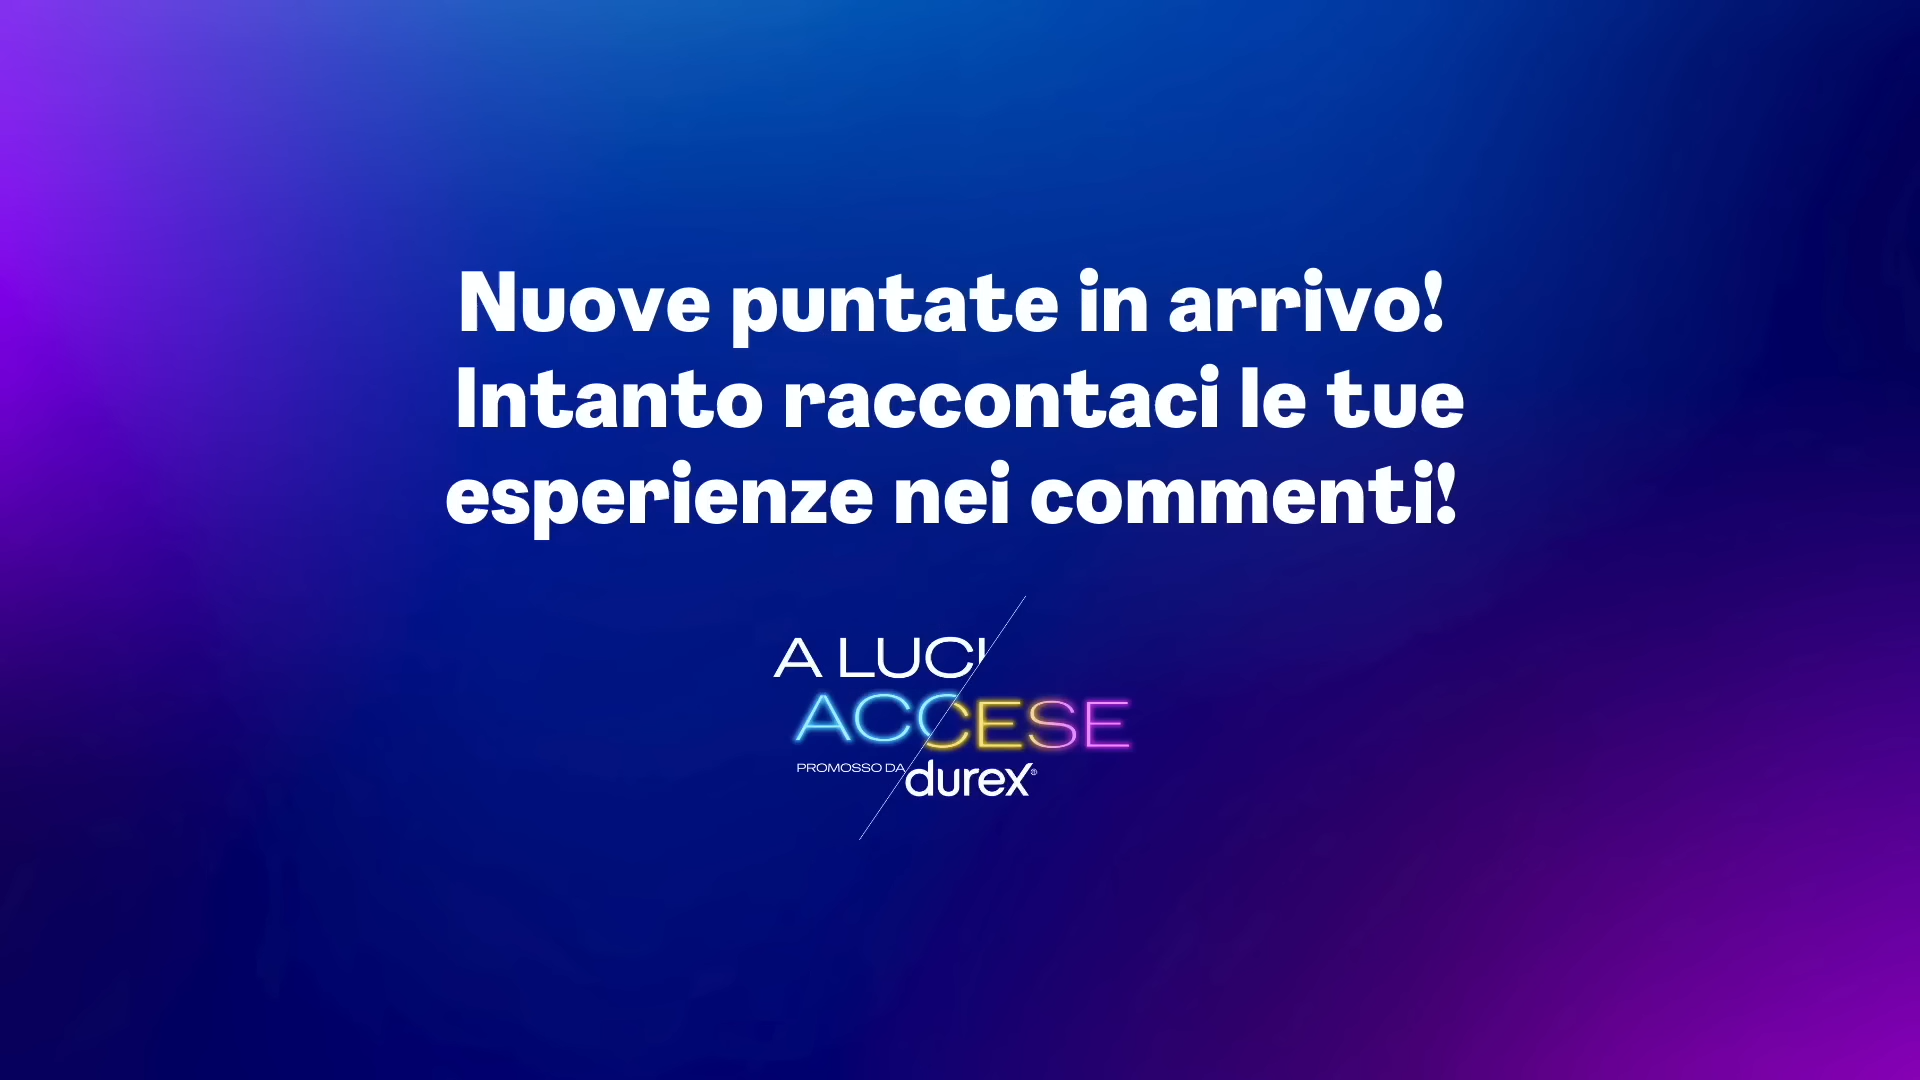 Nuove puntate in arrivo!
Intanto raccontaci le tue
esperienze nei commenti!
A LUCI
ACCESE
PROMOSSO DA
durex®